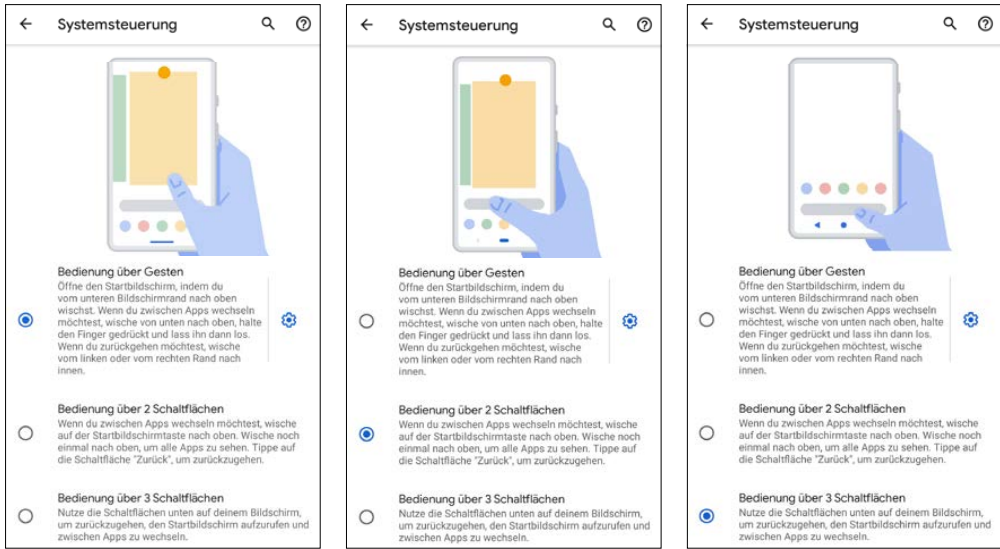 Systemsteuerung
Bedienung über Gesten
Öffne den Startbildschirm, indem du
vom unteren Bildschirmrand nach oben
wischst. Wenn du zwischen Apps wechseln
möchtest, wische von unten nach oben, halte
den Finger gedrückt und lass ihn dann los.
Wenn du zurückgehen möchtest, wische
vom linken oder vom rechten Rand nach
innen.
Bedienung über 2 Schaltflächen
Wenn du zwischen Apps wechseln möchtest, wische
auf der Startbildschirmtaste nach oben. Wische noch
einmal nach oben, um alle Apps zu sehen. Tippe auf
die Schaltfläche "Zurück", um zurückzugehen.
Bedienung über 3 Schaltflächen
Nutze die Schaltflächen unten auf deinem Bildschirm,
um zurückzugehen, den Startbildschirm aufzurufen und
zwischen Apps zu wechseln.
Systemsteuerung
Bedienung über Gesten
Öffne den Startbildschirm, indem du
vom unteren Bildschirmrand nach oben
wischst. Wenn du zwischen Apps wechseln
möchtest, wische von unten nach oben, halte
den Finger gedrückt und lass ihn dann los.
Wenn du zurückgehen möchtest, wische
vom linken oder vom rechten Rand nach
innen.
Bedienung über 2 Schaltflächen
Wenn du zwischen Apps wechseln möchtest, wische
auf der Startbildschirmtaste nach oben. Wische noch
einmal nach oben, um alle Apps zu sehen. Tippe auf
die Schaltfläche "Zurück", um zurückzugehen.
Bedienung über 3 Schaltflächen
Nutze die Schaltflächen unten auf deinem Bildschirm,
um zurückzugehen, den Startbildschirm aufzurufen und
zwischen Apps zu wechseln.
Systemsteuerung
Bedienung über Gesten
Öffne den Startbildschirm, indem du
vom unteren Bildschirmrand nach oben
wischst. Wenn du zwischen Apps wechseln
möchtest, wische von unten nach oben, halte
den Finger gedrückt und lass ihn dann los.
Wenn du zurückgehen möchtest, wische
vom linken oder vom rechten Rand nach
innen.
Bedienung über 2 Schaltflächen
Wenn du zwischen Apps wechseln möchtest, wische
auf der Startbildschirmtaste nach oben. Wische noch
einmal nach oben, um alle Apps zu sehen. Tippe auf
die Schaltfläche "Zurück", um zurückzugehen.
Bedienung über 3 Schaltflächen
Nutze die Schaltflächen unten auf deinem Bildschirm,
um zurückzugehen, den Startbildschirm aufzurufen und
zwischen Apps zu wechseln.